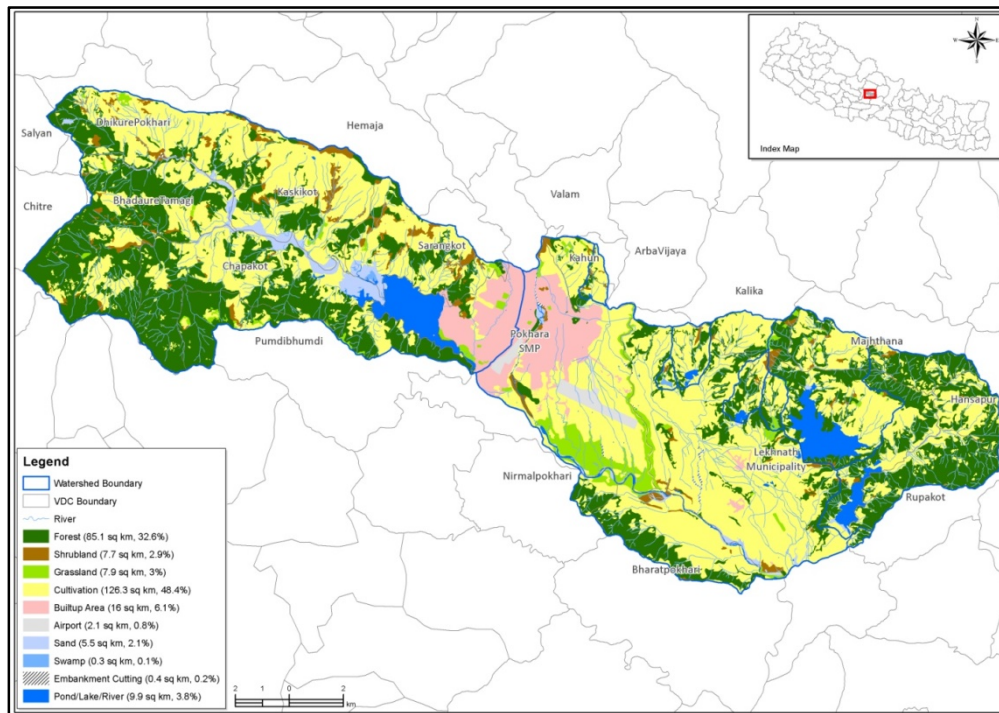 N
W
E
S
Index Map
Salyan
DhikurePokhari
Hemaja
Chitre
BhadaureTamagi
Kaskikot
Valam
Sarangkot
Kahun
ArbaVijaya
Chapakot
Kalika
Pumdibhumdi
Pokhara
SMP
Majhthana
Hansapur
Lekhnath
Municipality
Nirmalpokhari
Rupakot
Bharatpokhari
Legend
Watershed Boundary
VDC Boundary
River
Forest (85.1 sq km, 32.6%)
Shrubland (7.7 sq km, 2.9%)
Grassland (7.9 sq km, 3%)
Cultivation (126.3 sq km, 48.4%)
Builtup Area (16 sq km, 6.1%)
Airport (2.1 sq km, 0.8%)
Sand (5.5 sq km, 2.1%)
Swamp (0.3 sq km, 0.1%)
Embankment Cutting (0.4 sq km, 0.2%)
Pond/Lake/River (9.9 sq km, 3.8%)
2 1 0 2
km